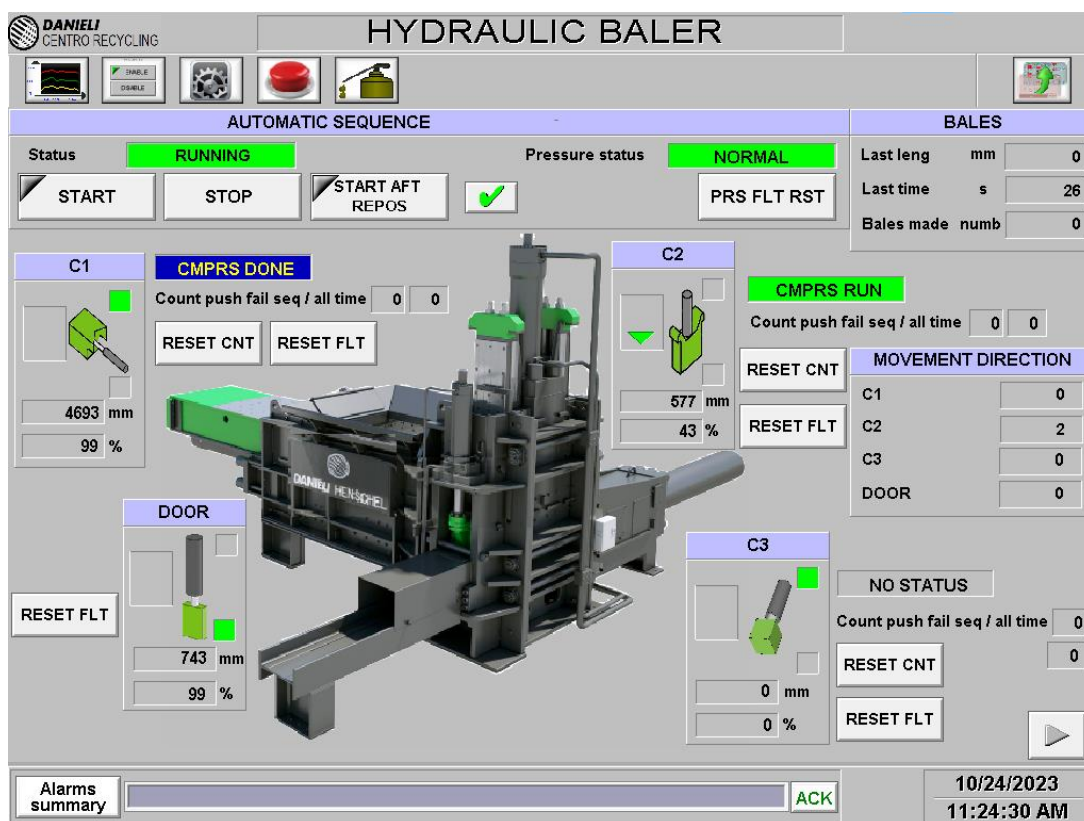 DANIELI
CENTRO RECYCLING
HYDRAULIC BALER
ENABLE
DISABLE
AUTOMATIC SEQUENCE
BALES
Status RUNNING
Pressure status NORMAL
START
STOP
START AFT
REPOS
PRS FLT RST
Last leng mm 0
Last time s 26
Bales made numb 0
C1
CMPRS DONE
Count push fail seq / all time 0 0
RESET CNT RESET FLT
4693 mm
99 %
C2
CMPRS RUN
Count push fail seq / all time 0 0
RESET CNT
RESET FLT
577 mm
43 %
MOVEMENT DIRECTION
C1 0
C2 2
C3 0
DOOR 0
DANIELI HENSCHEL
DOOR
RESET FLT
743 mm
99 %
C3
NO STATUS
Count push fail seq / all time 0
0
RESET CNT
RESET FLT
0 mm
0 %
Alarms
summary
ACK
10/24/2023
11:24:30 AM